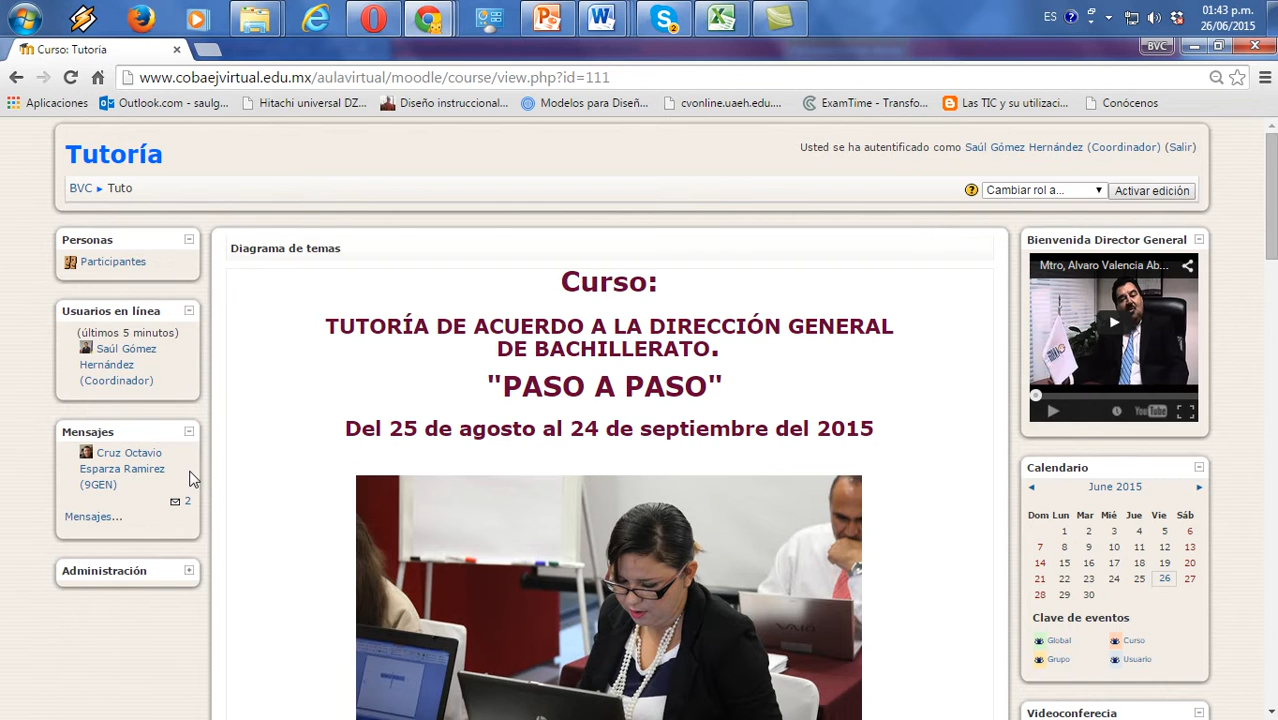 ES
01:43 p.m.
26/06/2015
Curso: Tutoría
BVC
www.cobaejvirtual.edu.mx/aulavirtual/moodle/course/view.php?id=111
Aplicaciones
Outlook.com - saulg...
Hitachi universal DZ...
Diseño instruccional...
Modelos para Diseñ...
cvonline.uaeh.edu....
ExamTime - Transfo...
Las TIC y su utilizaci...
Conócenos
Tutoría
Usted se ha autentificado como Saúl Gómez Hernández (Coordinador) (Salir)
BVC ► Tuto
Cambiar rol a...
Activar edición
Personas
Participantes
Usuarios en línea
(últimos 5 minutos)
Saúl Gómez
Hernández
(Coordinador)
Mensajes
Cruz Octavio
Esparza Ramirez
(9GEN)
2
Mensajes...
Administración
Diagrama de temas
Curso:
TUTORÍA DE ACUERDO A LA DIRECCIÓN GENERAL
DE BACHILLERATO.
"PASO A PASO"
Del 25 de agosto al 24 de septiembre del 2015
VAIO
Bienvenida Director General
Mtro, Alvaro Valencia Ab...
YouTube
Calendario
◄ June 2015 ►
Dom Lun Mar Mié Jue Vie Sáb
1 2 3 4 5 6
7 8 9 10 11 12 13
14 15 16 17 18 19 20
21 22 23 24 25 26 27
28 29 30
Clave de eventos
Global Curso
Grupo Usuario
Videoconferecia